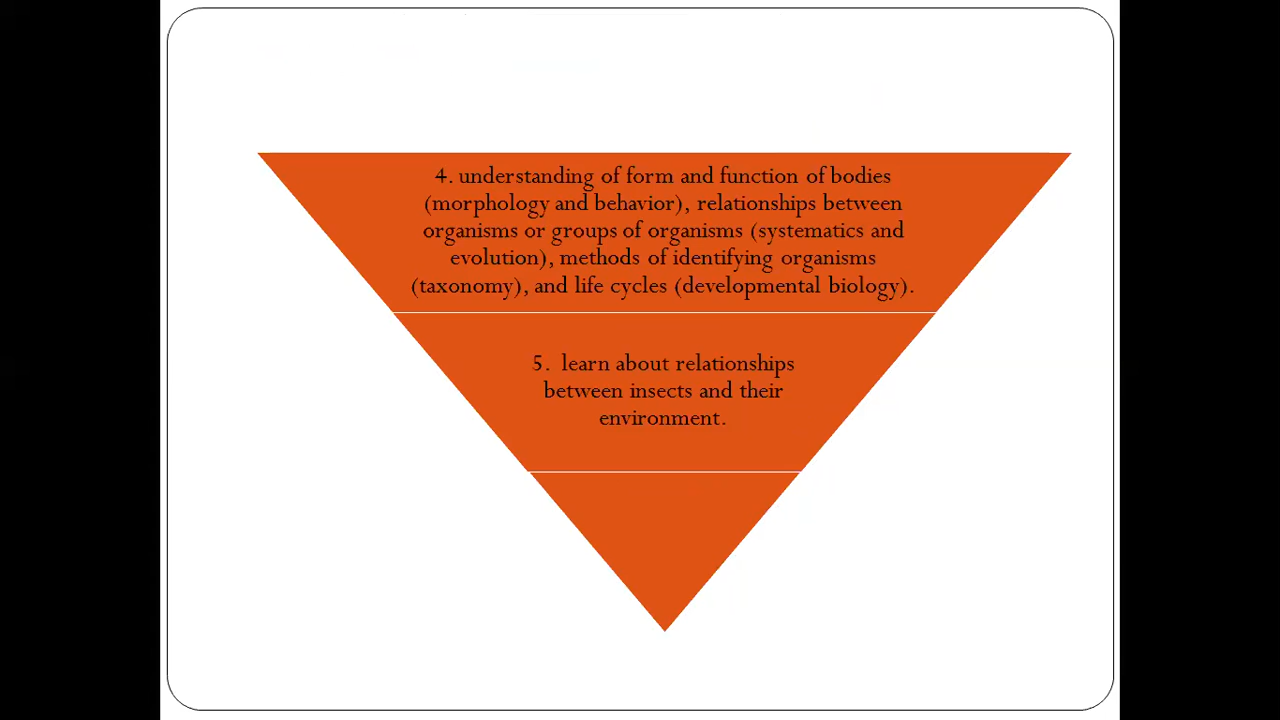 4. understanding of form and function of bodies
(morphology and behavior), relationships between
organisms or groups of organisms (systematics and
evolution), methods of identifying organisms
(taxonomy), and life cycles (developmental biology).
5.  learn about relationships
between insects and their
environment.